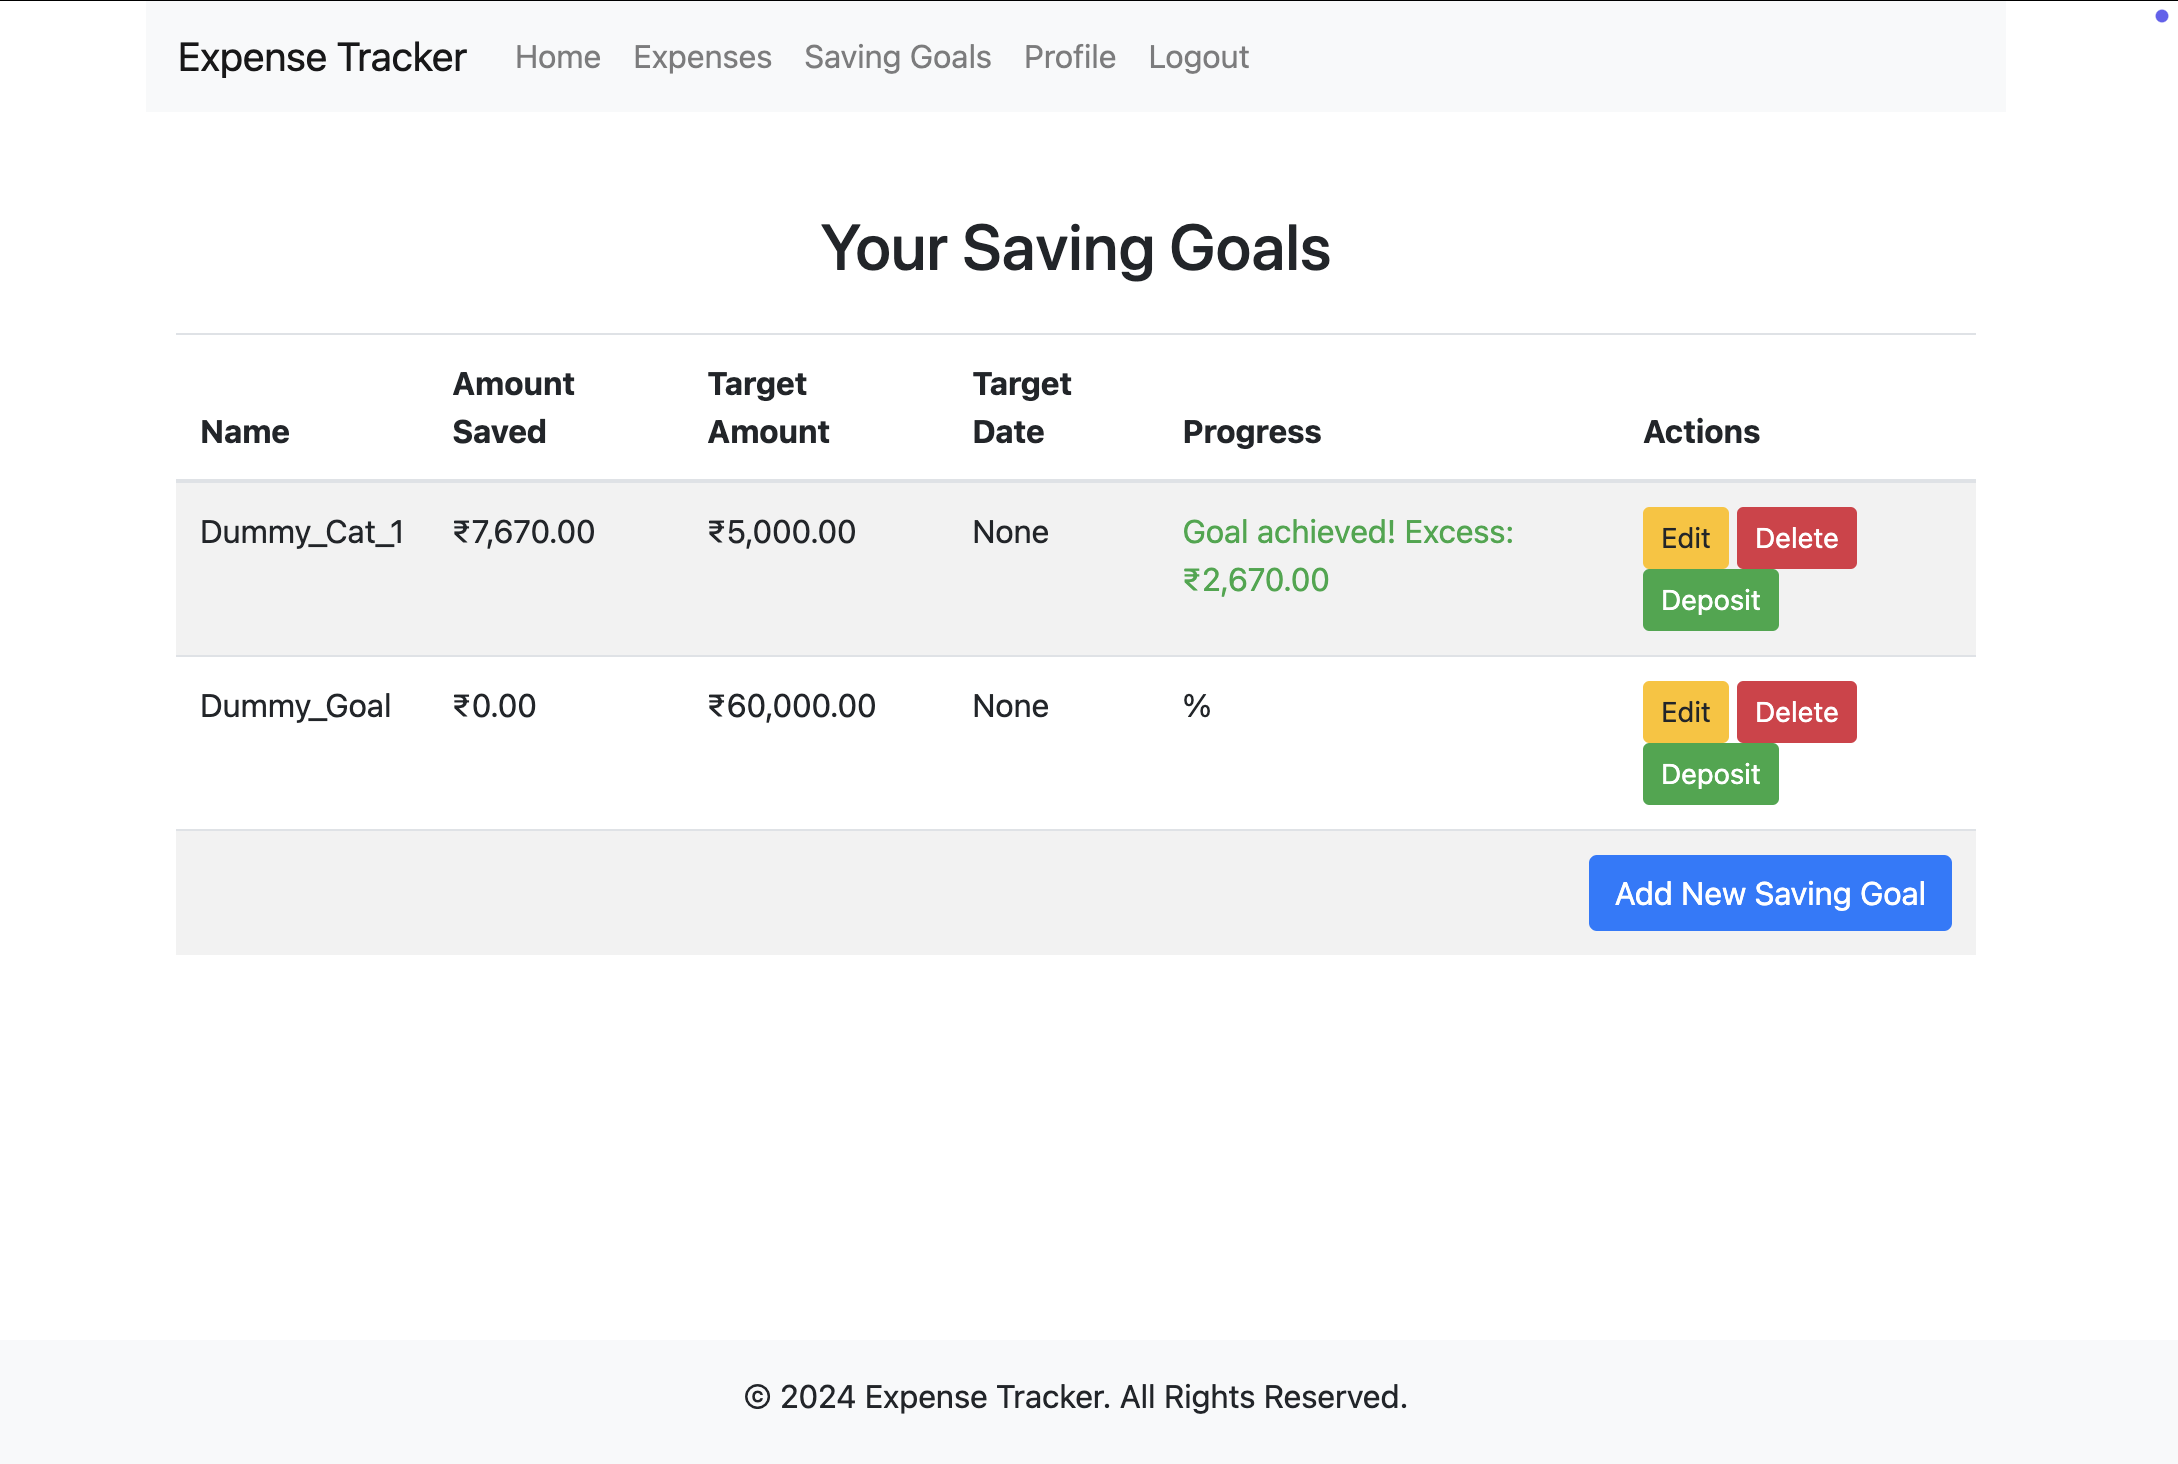 Expense Tracker Home Expenses Saving Goals Profile Logout
Your Saving Goals
Name Amount Saved Target Amount Target Date Progress Actions
Dummy_Cat_1 ₹7,670.00 ₹5,000.00 None Goal achieved! Excess: ₹2,670.00 Edit Delete
Deposit
Dummy_Goal ₹0.00 ₹60,000.00 None % Edit Delete
Deposit
Add New Saving Goal
© 2024 Expense Tracker. All Rights Reserved.